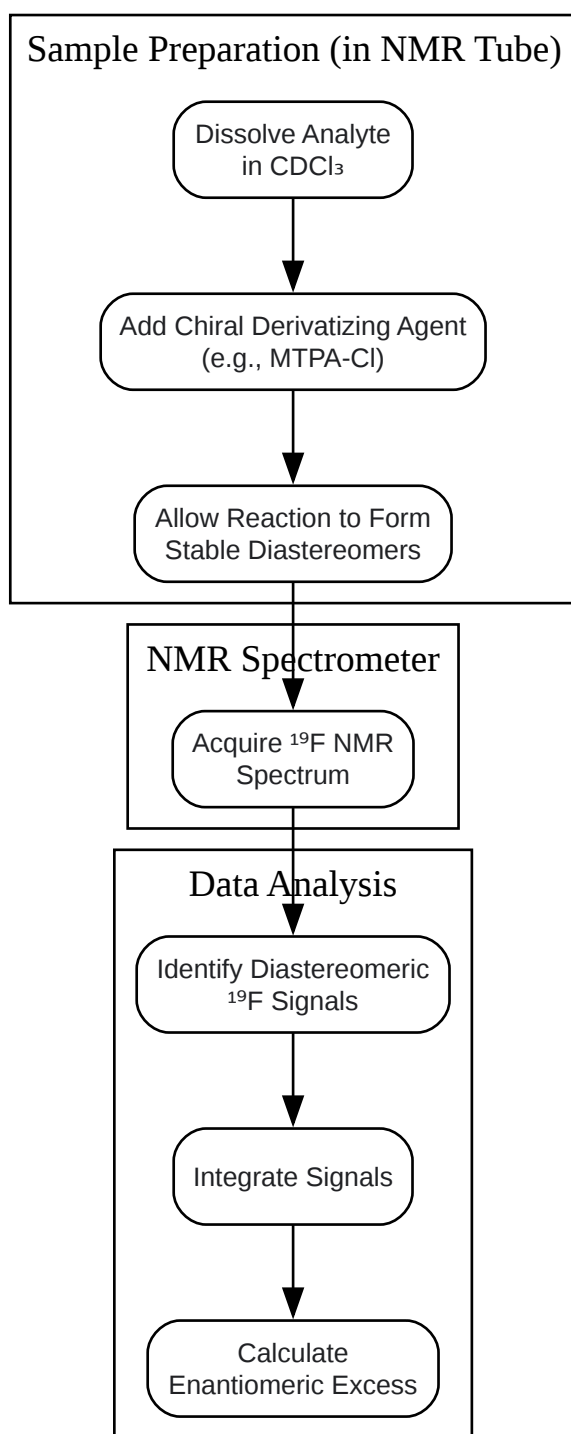 Sample Preparation (in NMR Tube)
Dissolve Analyte
in CDCl₃
Add Chiral Derivatizing Agent
(e.g., MTPA-Cl)
Allow Reaction to Form
Stable Diastereomers
NMR Spectrometer
Acquire ¹⁹F NMR
Spectrum
Data Analysis
Identify Diastereomeric
¹⁹F Signals
Integrate Signals
Calculate
Enantiomeric Excess